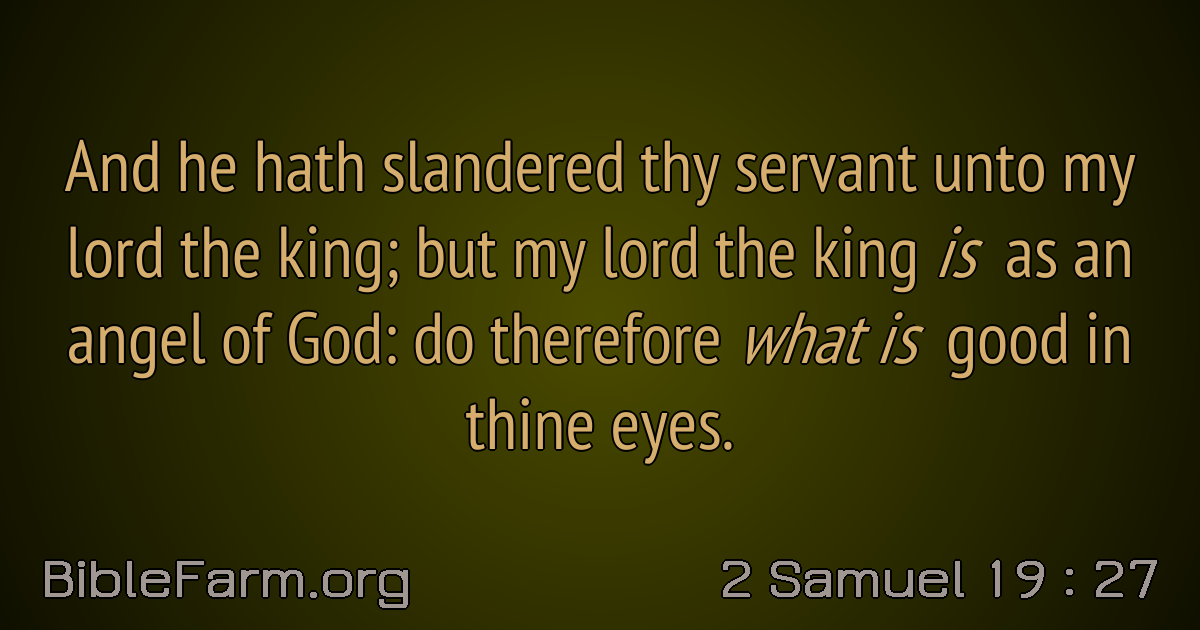 And he hath slandered thy servant unto my
lord the king; but my lord the king is as an
angel of God: do therefore what is good in
thine eyes.
BibleFarm.org
2 Samuel 19 : 27